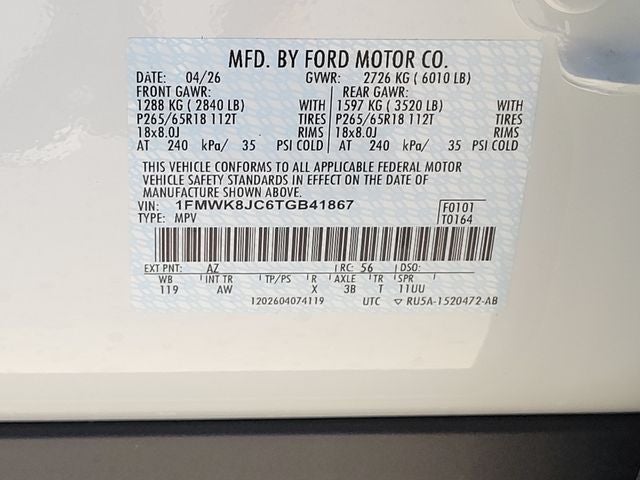 MFD. BY FORD MOTOR CO.
DATE: 04/26 GVWR: 2726 KG ( 6010 LB)
FRONT GAWR: REAR GAWR:
1288 KG ( 2840 LB) WITH 1597 KG ( 3520 LB) WITH
P265/65R18 112T TIRES P265/65R18 112T TIRES
18x8.0J RIMS 18x8.0J RIMS
AT 240 kPa/ 35 PSI COLD AT 240 kPa/ 35 PSI COLD
THIS VEHICLE CONFORMS TO ALL APPLICABLE FEDERAL MOTOR
VEHICLE SAFETY STANDARDS IN EFFECT ON THE DATE OF
MANUFACTURE SHOWN ABOVE.
VIN: 1FMWK8JC6TGB41867 F0101
TYPE: MPV T0164
EXT PNT: AZ RC: 56 DSO:
WB INT TR TP/PS R AXLE TR SPR
119 AW X 3B T 11UU
1202604074119 UTC ▽ RU5A-1520472-AB